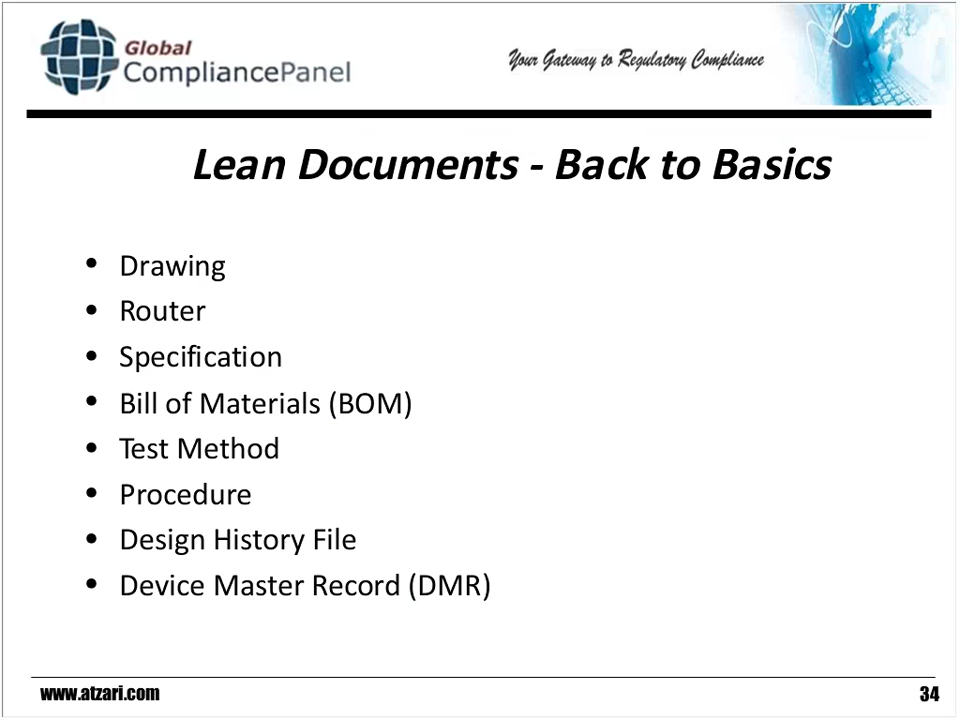 Global
CompliancePanel
Your Gateway to Regulatory Compliance
Lean Documents - Back to Basics
• Drawing
• Router
• Specification
• Bill of Materials (BOM)
• Test Method
• Procedure
• Design History File
• Device Master Record (DMR)
www.atzari.com
34